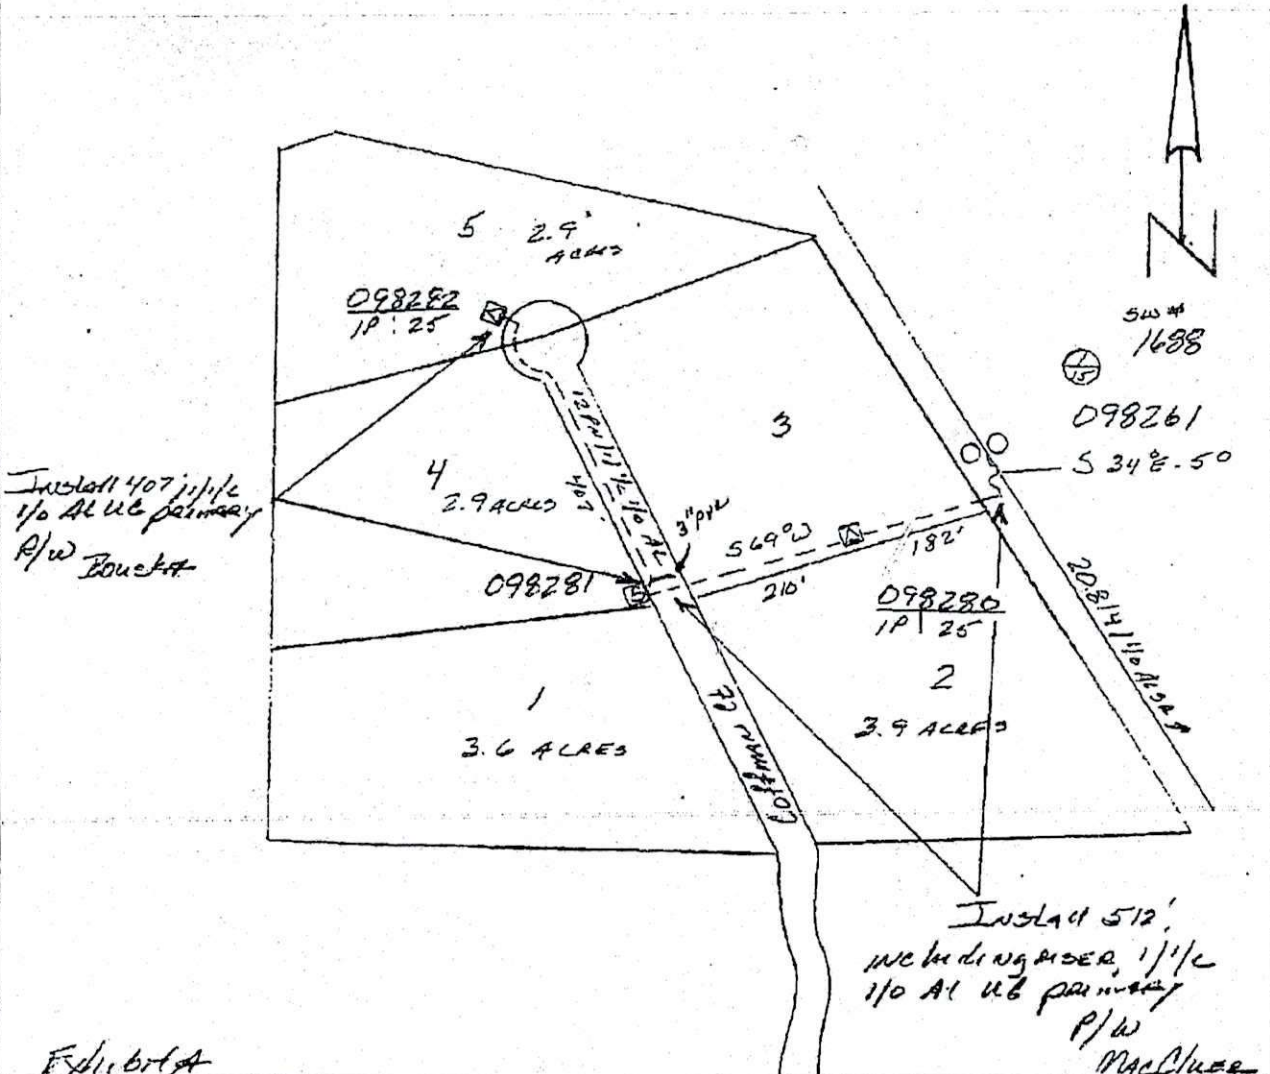 N
SW #
1688
1
15
098261
S 34°E-50
5 2.9
ACRES
098282
1P 25
3
4
2.9 ACRES
407'
Install 407' 1/1/c
1/0 AL UG primary
P/W
3" PVC
S69°W
182'
210'
098281
098280
1P 25
2
3.9 ACRES
1
3.6 ACRES
Coffman Ct
Install 512'
including riser, 1/1/c
1/0 Al UG primary
P/W
Exhibit A